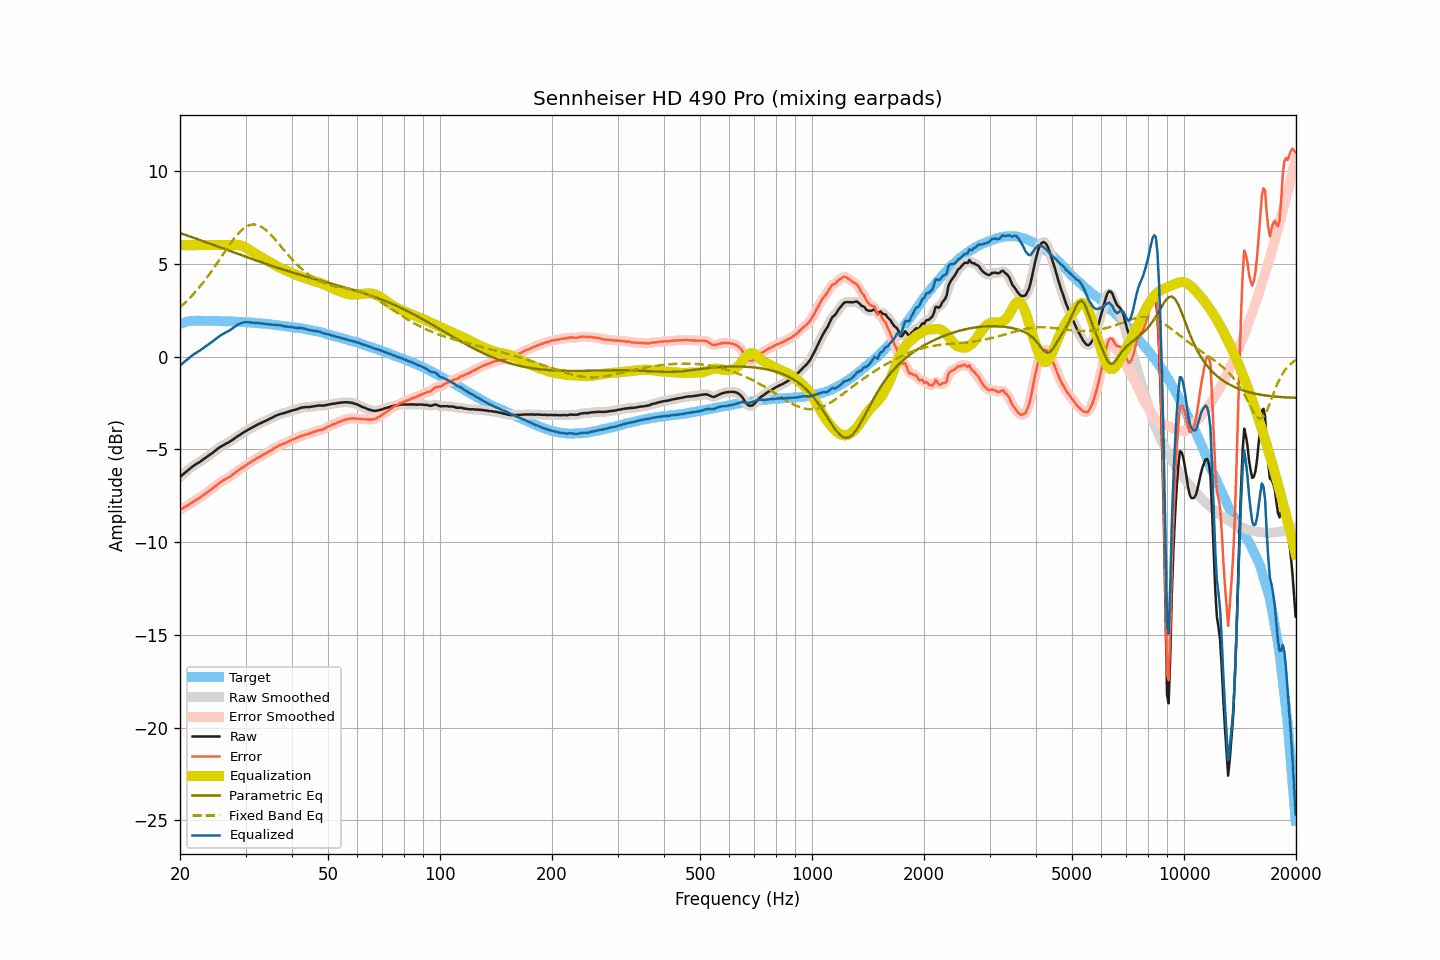 Sennheiser HD 490 Pro (mixing earpads)
Amplitude (dBr)
10
5
0
−5
−10
−15
−20
−25
Target
Raw Smoothed
Error Smoothed
Raw
Error
Equalization
Parametric Eq
Fixed Band Eq
Equalized
20 50 100 200 500 1000 2000 5000 10000 20000
Frequency (Hz)